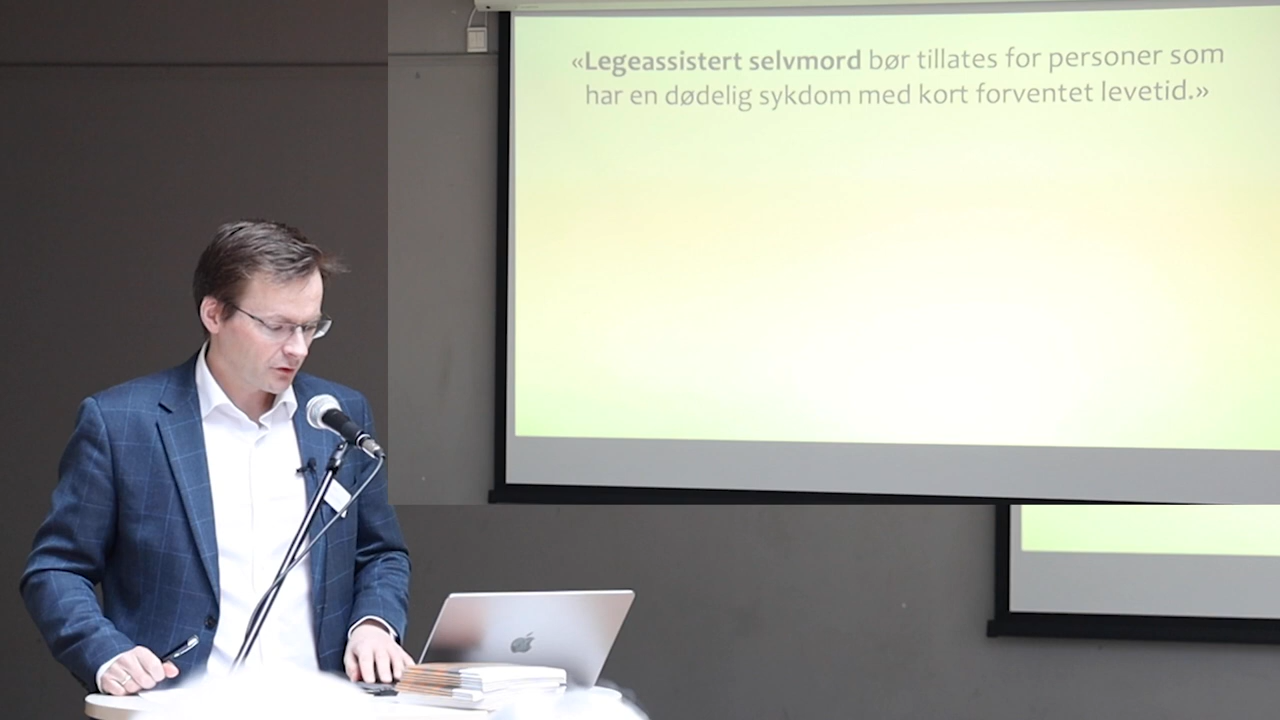 «Legeassistert selvmord bør tillates for personer som
har en dødelig sykdom med kort forventet levetid.»